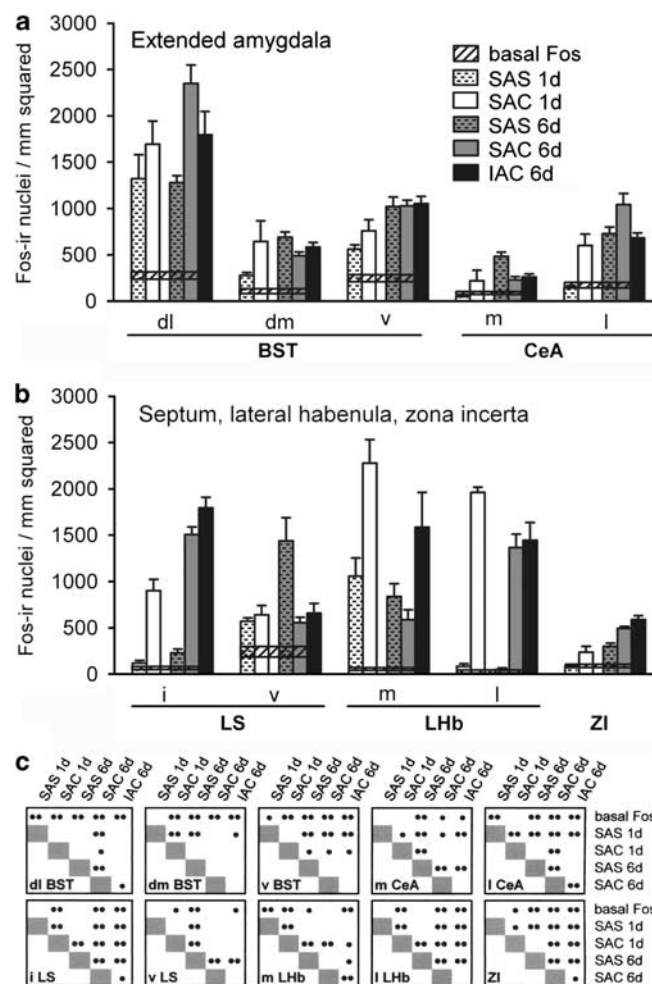 a
3000
Extended amygdala
basal Fos
2500
SAS 1d
SAC 1d
2000
SAS 6d
SAC 6d
1500
IAC 6d
1000
500
0
Fos-ir nuclei / mm squared
dl dm v m l
BST CeA
b
3000
Septum, lateral habenula, zona incerta
2500
2000
1500
1000
500
0
Fos-ir nuclei / mm squared
i v m l
LS LHb ZI
c
SAS 1d SAC 1d SAS 6d SAC 6d IAC 6d SAS 1d SAC 1d SAS 6d SAC 6d IAC 6d SAS 1d SAC 1d SAS 6d SAC 6d IAC 6d SAS 1d SAC 1d SAS 6d SAC 6d IAC 6d SAS 1d SAC 1d SAS 6d SAC 6d IAC 6d
basal Fos
SAS 1d
SAC 1d
SAS 6d
dl BST dm BST v BST m CeA l CeA SAC 6d
basal Fos
SAS 1d
SAC 1d
SAS 6d
i LS v LS m LHb l LHb ZI SAC 6d